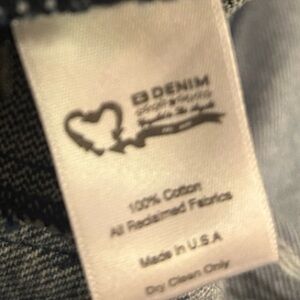 DENIM
100% Cotton
All Reclaimed Fabrics
Made in U.S.A
Dry Clean Only